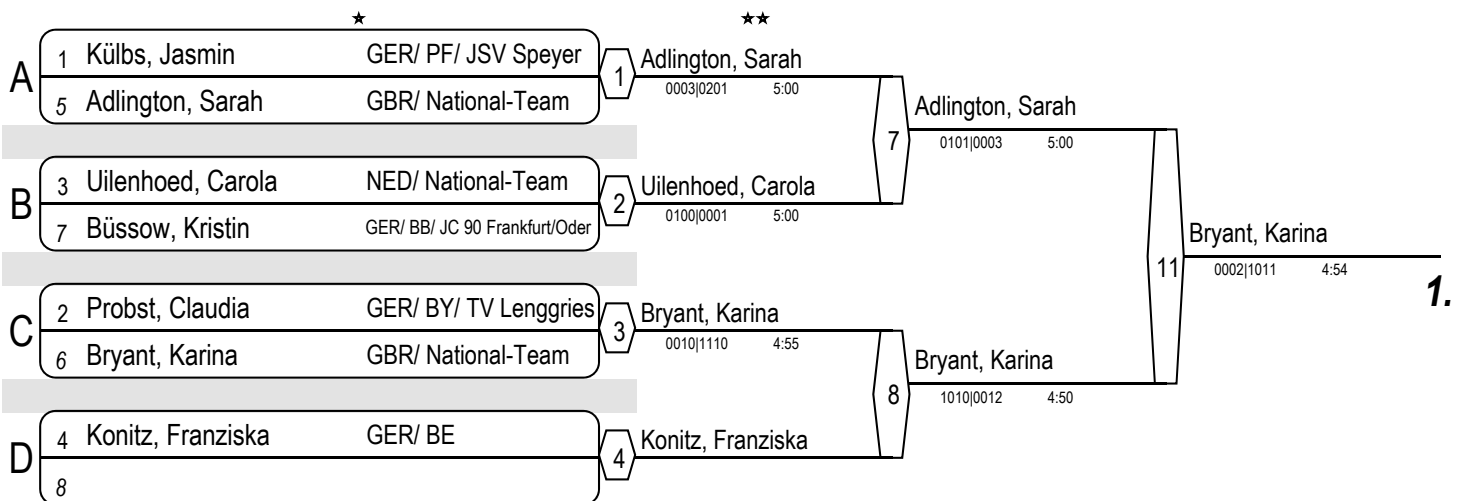 ★ ★★
A 1 Külbs, Jasmin GER/ PF/ JSV Speyer
5 Adlington, Sarah GBR/ National-Team
1 Adlington, Sarah
0003|0201 5:00
B 3 Uilenhoed, Carola NED/ National-Team
7 Büssow, Kristin GER/ BB/ JC 90 Frankfurt/Oder
2 Uilenhoed, Carola
0100|0001 5:00
7 Adlington, Sarah
0101|0003 5:00
C 2 Probst, Claudia GER/ BY/ TV Lenggries
6 Bryant, Karina GBR/ National-Team
3 Bryant, Karina
0010|1110 4:55
D 4 Konitz, Franziska GER/ BE
8
4 Konitz, Franziska
8 Bryant, Karina
1010|0012 4:50
11 Bryant, Karina
0002|1011 4:54
1.